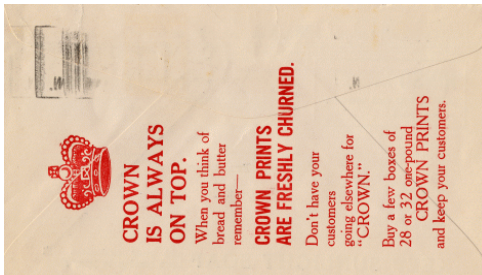 CROWN
IS ALWAYS
ON TOP.
When you think of
bread and butter
remember—
CROWN PRINTS
ARE FRESHLY CHURNED.
Don't have your
customers
going elsewhere for
"CROWN."
Buy a few boxes of
28 or 32 one-pound
CROWN PRINTS
and keep your customers.